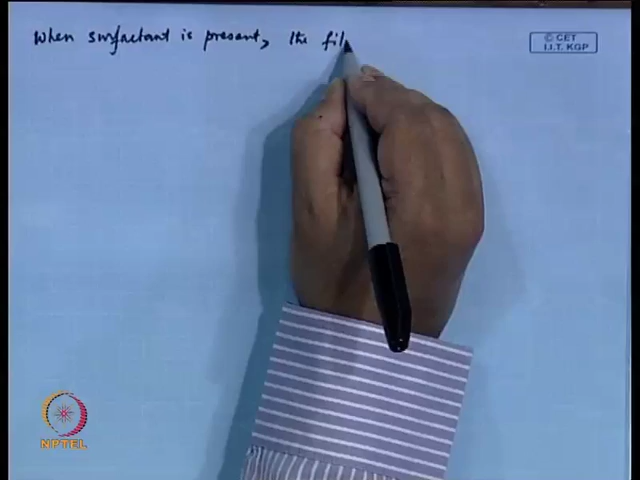 When surfactant is present, the fil
© CET
I.I.T. KGP
NPTEL